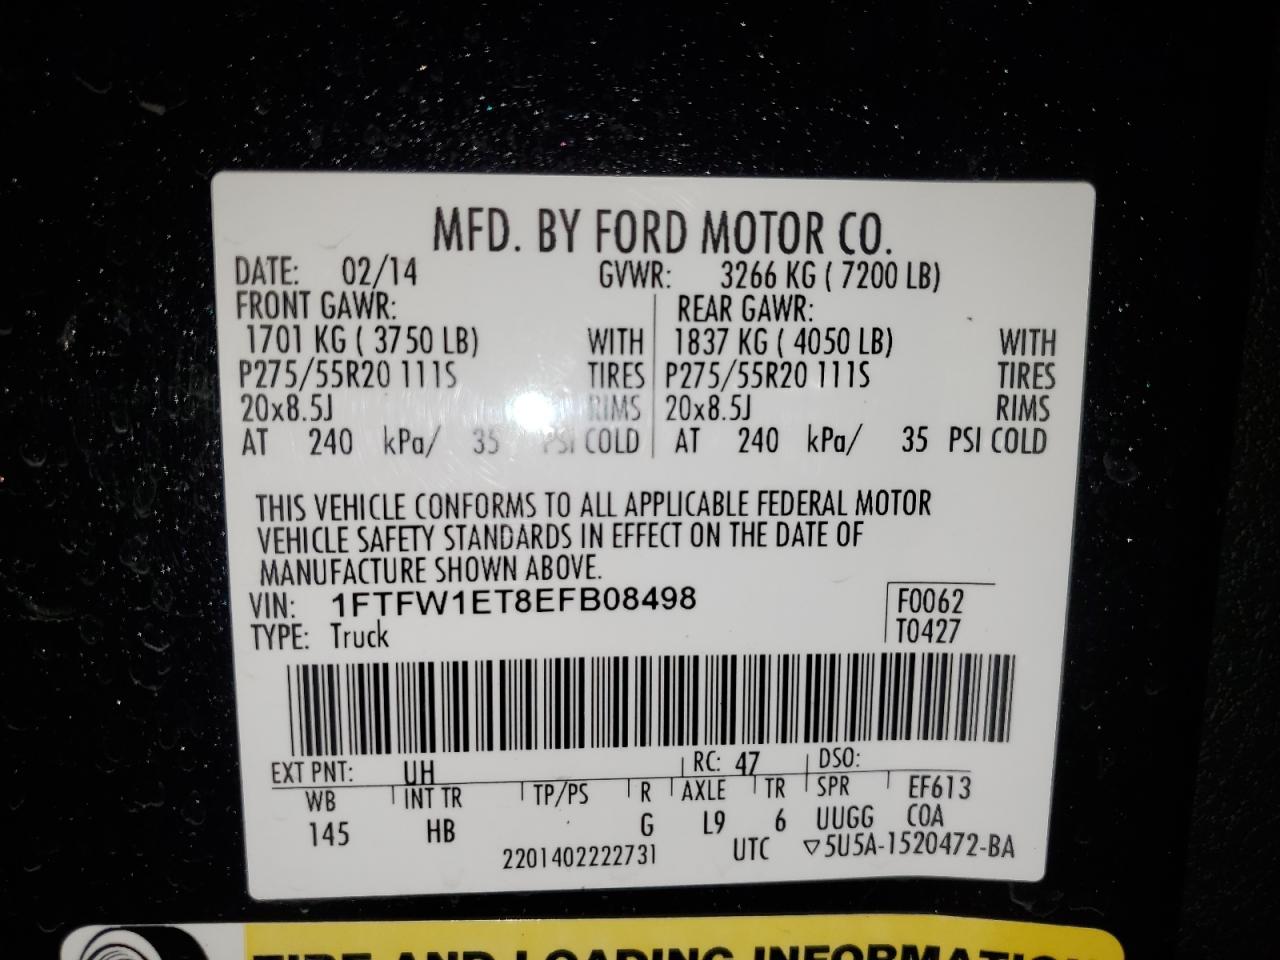 MFD. BY FORD MOTOR CO.
DATE: 02/14 GVWR: 3266 KG ( 7200 LB)
FRONT GAWR: REAR GAWR:
1701 KG ( 3750 LB) WITH 1837 KG ( 4050 LB) WITH
P275/55R20 111S TIRES P275/55R20 111S TIRES
20x8.5J RIMS 20x8.5J RIMS
AT 240 kPa/ 35 PSI COLD AT 240 kPa/ 35 PSI COLD
THIS VEHICLE CONFORMS TO ALL APPLICABLE FEDERAL MOTOR
VEHICLE SAFETY STANDARDS IN EFFECT ON THE DATE OF
MANUFACTURE SHOWN ABOVE.
VIN: 1FTFW1ET8EFB08498 F0062
TYPE: Truck T0427
EXT PNT: UH RC: 47 DSO:
WB INT TR TP/PS R AXLE TR SPR EF613
145 HB G L9 6 UUGG COA
2201402222731 UTC ▽5U5A-1520472-BA
TIRE AND LOADING INFORMATION